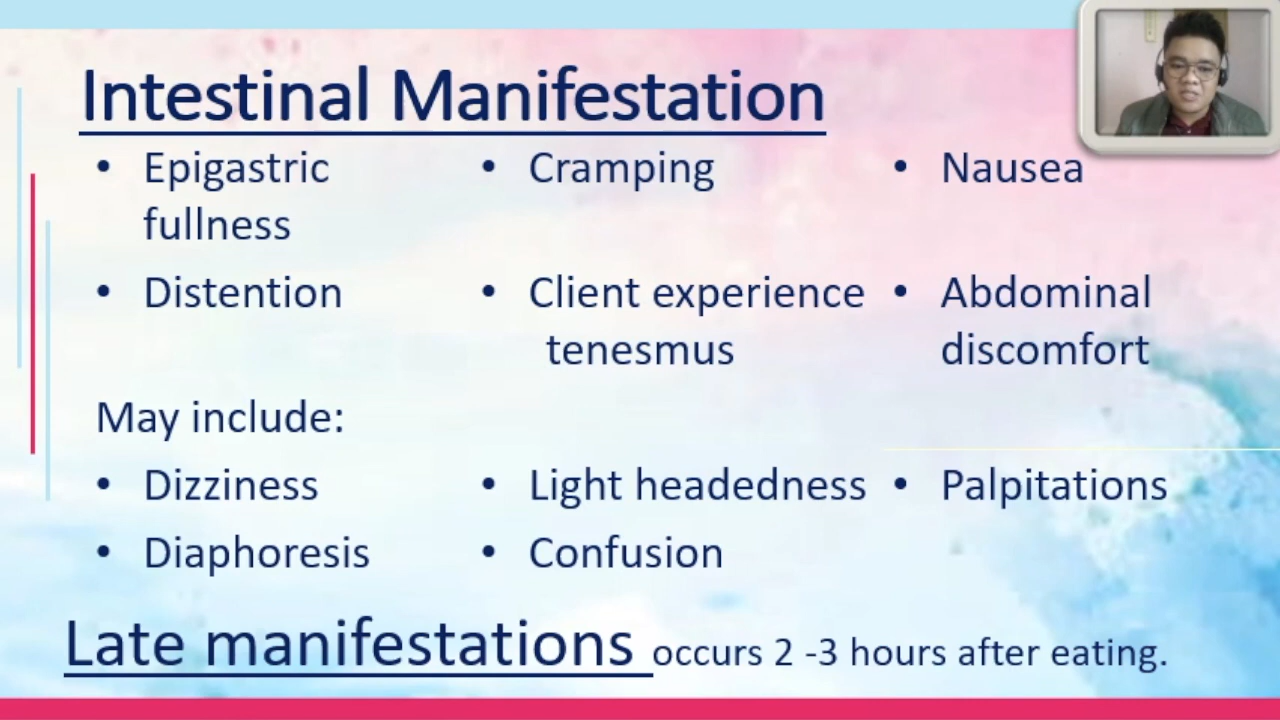 Intestinal Manifestation
• Epigastric fullness
• Cramping
• Nausea
• Distention
• Client experience tenesmus
• Abdominal discomfort
May include:
• Dizziness
• Light headedness
• Palpitations
• Diaphoresis
• Confusion
Late manifestations occurs 2 -3 hours after eating.